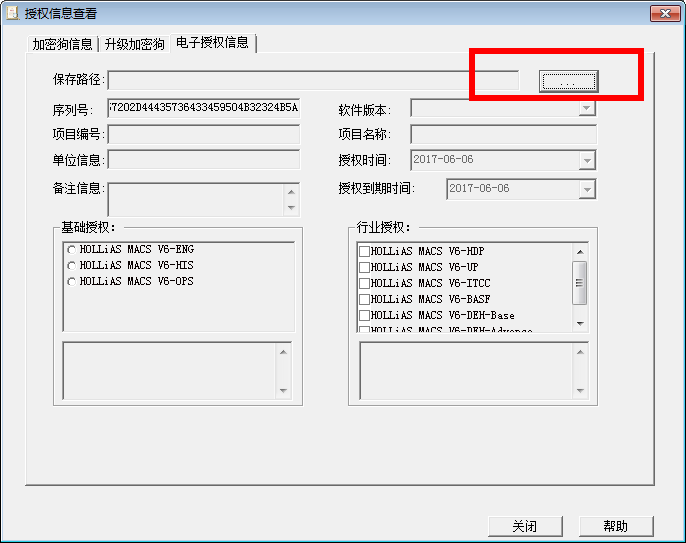 授权信息查看
加密狗信息 升级加密狗 电子授权信息
保存路径: ...
序列号: 57202D44435736433459504B32324B5A 软件版本:
项目编号: 项目名称:
单位信息: 授权时间: 2017-06-06
备注信息: 授权到期时间: 2017-06-06
基础授权: 行业授权:
HOLLiAS MACS V6-ENG
HOLLiAS MACS V6-HIS
HOLLiAS MACS V6-OPS
HOLLiAS MACS V6-HDP
HOLLiAS MACS V6-UP
HOLLiAS MACS V6-ITCC
HOLLiAS MACS V6-BASF
HOLLiAS MACS V6-DEH-Base
HOLLiAS MACS V6-DEH-Advance
关闭 帮助